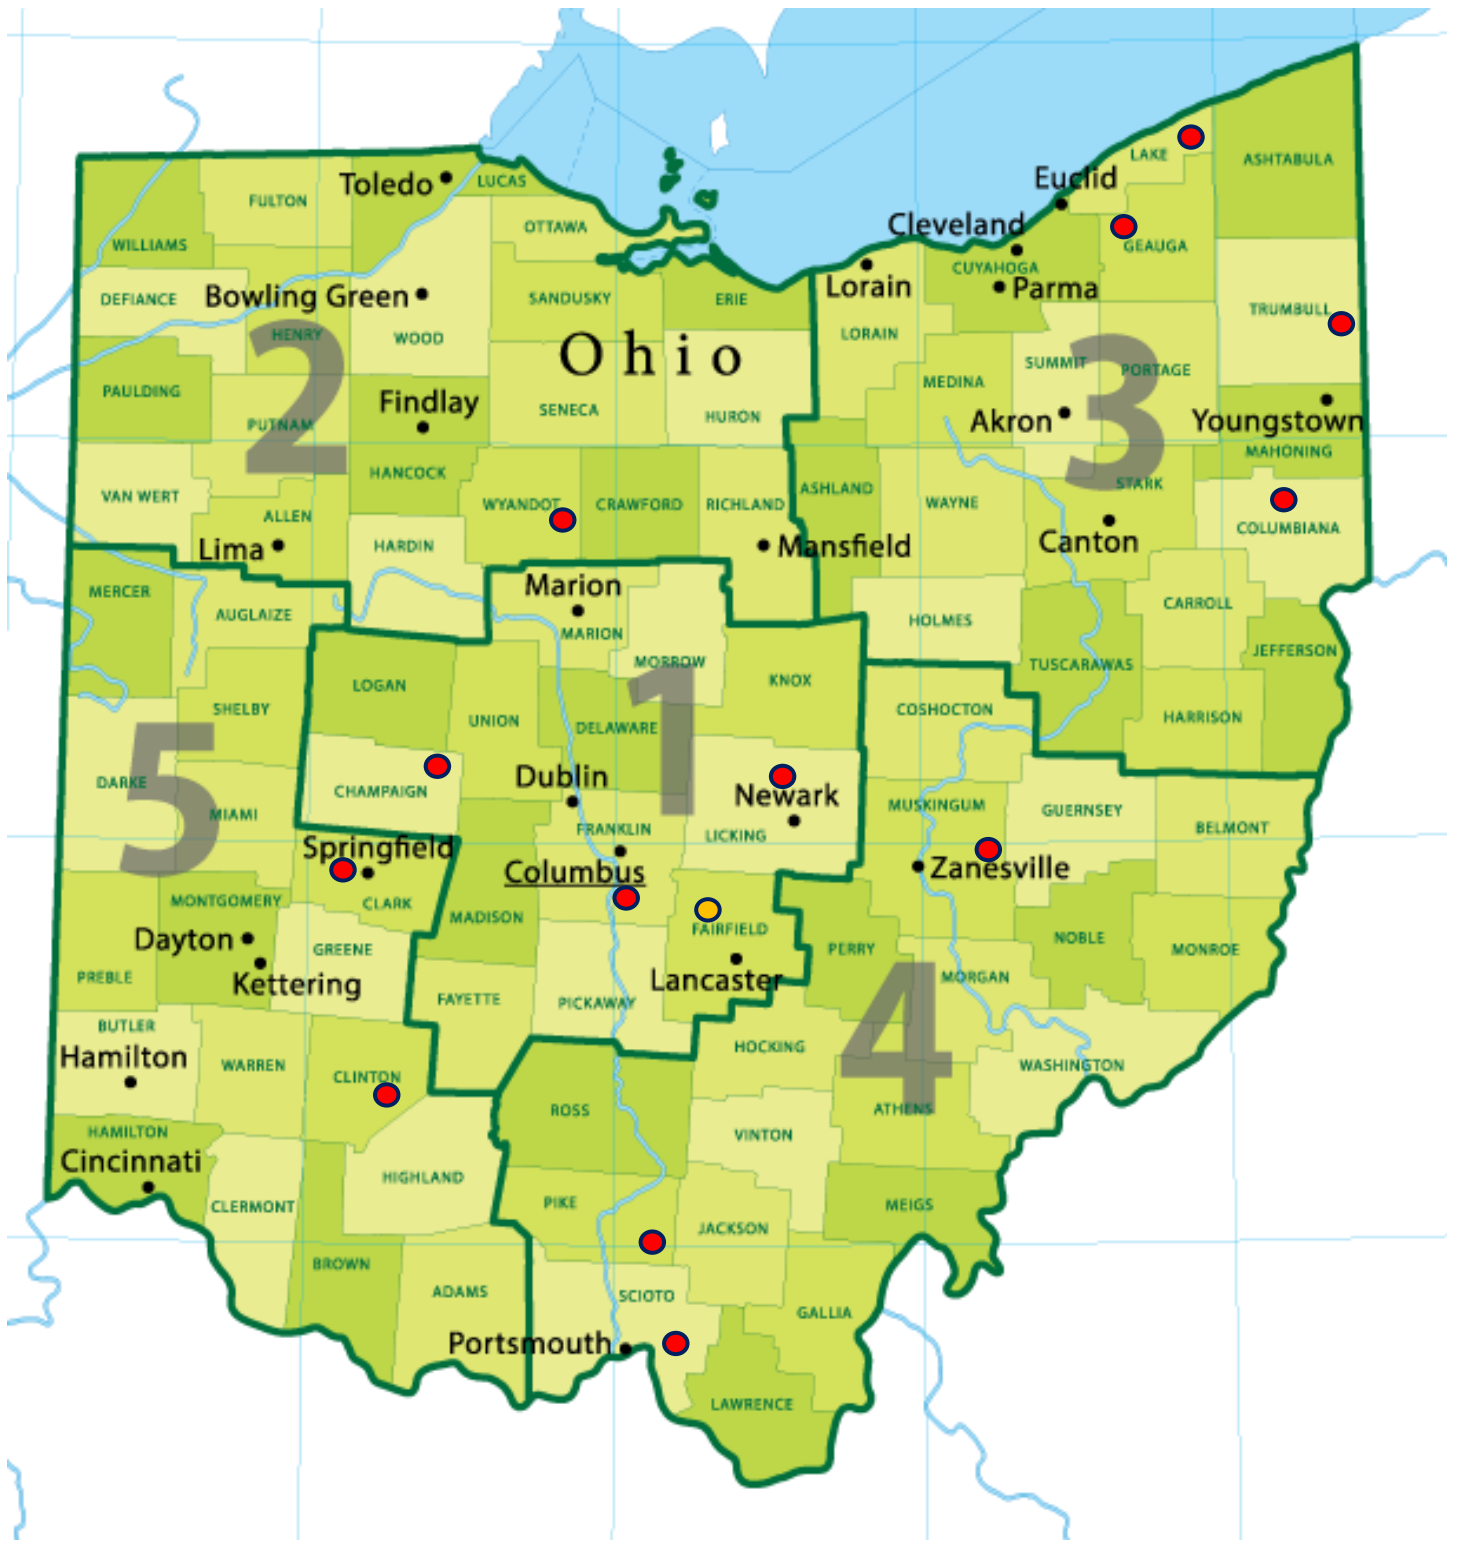 LAKE
ASHTABULA
Euclid
Toledo
LUCAS
FULTON
OTTAWA
Cleveland
WILLIAMS
GEAUGA
CUYAHOGA
DEFIANCE
Bowling Green
SANDUSKY
ERIE
Lorain
Parma
TRUMBULL
HENRY
WOOD
Ohio
LORAIN
SUMMIT
PORTAGE
3
2
PAULDING
Findlay
SENECA
HURON
MEDINA
Akron
Youngstown
PUTNAM
MAHONING
HANCOCK
STARK
VAN WERT
ALLEN
WYANDOT
CRAWFORD
RICHLAND
ASHLAND
WAYNE
COLUMBIANA
Lima
HARDIN
Mansfield
Canton
MERCER
Marion
AUGLAIZE
MARION
HOLMES
CARROLL
MORROW
TUSCARAWAS
JEFFERSON
LOGAN
KNOX
SHELBY
UNION
DELAWARE
1
COSHOCTON
HARRISON
5
DARKE
CHAMPAIGN
Dublin
Newark
MUSKINGUM
GUERNSEY
MIAMI
FRANKLIN
LICKING
BELMONT
Springfield
Columbus
Zanesville
MONTGOMERY
CLARK
MADISON
FAIRFIELD
Dayton
GREENE
PERRY
NOBLE
MONROE
PREBLE
Kettering
FAYETTE
PICKAWAY
Lancaster
MORGAN
BUTLER
4
Hamilton
WARREN
CLINTON
HOCKING
WASHINGTON
ROSS
ATHENS
HAMILTON
VINTON
Cincinnati
HIGHLAND
CLERMONT
PIKE
JACKSON
MEIGS
BROWN
ADAMS
SCIOTO
GALLIA
Portsmouth
LAWRENCE